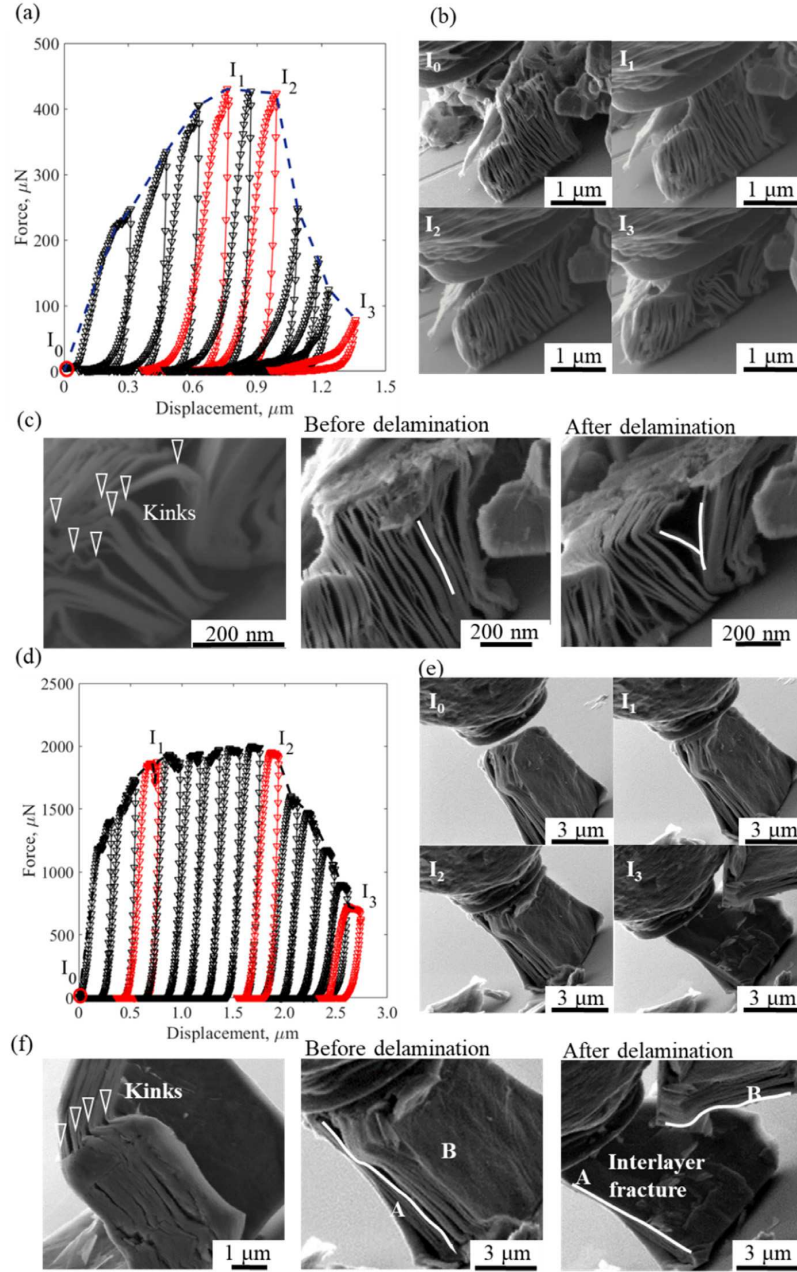 (a)
(b)
500
400
300
200
100
0
Force, μN
I1
I2
I3
I0
0
0.3
0.6
0.9
1.2
1.5
Displacement, μm
I0
I1
1 μm
1 μm
I2
I3
1 μm
1 μm
(c)
Before delamination
After delamination
Kinks
200 nm
200 nm
200 nm
(d)
(e)
2500
2000
1500
1000
500
0
Force, μN
I1
I2
I3
I0
0
0.5
1.0
1.5
2.0
2.5
3.0
Displacement, μm
I0
I1
3 μm
3 μm
I2
I3
3 μm
3 μm
(f)
Before delamination
After delamination
Kinks
1 μm
B
A
3 μm
B
Interlayer
A
fracture
3 μm